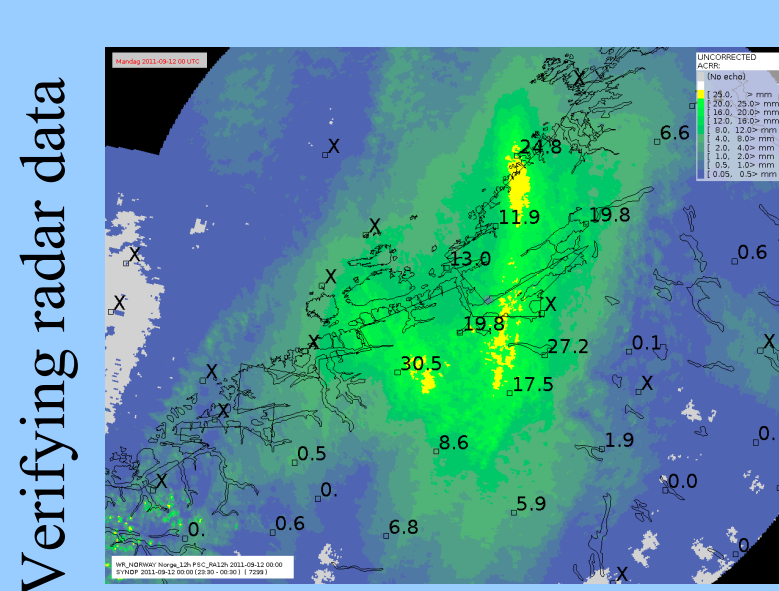 Verifying radar data
Mandag 2011-09-12 00 UTC
UNCORRECTED
ACRR:
(No echo)
[ 25.0, > mm
[ 20.0, 25.0> mm
[ 16.0, 20.0> mm
[ 12.0, 16.0> mm
[ 8.0, 12.0> mm
[ 4.0, 8.0> mm
[ 2.0, 4.0> mm
[ 1.0, 2.0> mm
[ 0.5, 1.0> mm
[ 0.05, 0.5> mm
X
6.6
24.8
X
11.9
19.8
X
0.6
13.0
X
X
X
X
19.8
X
0.1
X
27.2
30.5
X
17.5
X
X
0.
8.6
1.9
0.5
X
0.0
0.
5.9
0.
0.6
6.8
0.
X
WR_NORWAY Norge_12h PSC_RA12h 2011-09-12 00:00
SYNOP 2011-09-12 00:00 (23:30 - 00:30) ( 7299)